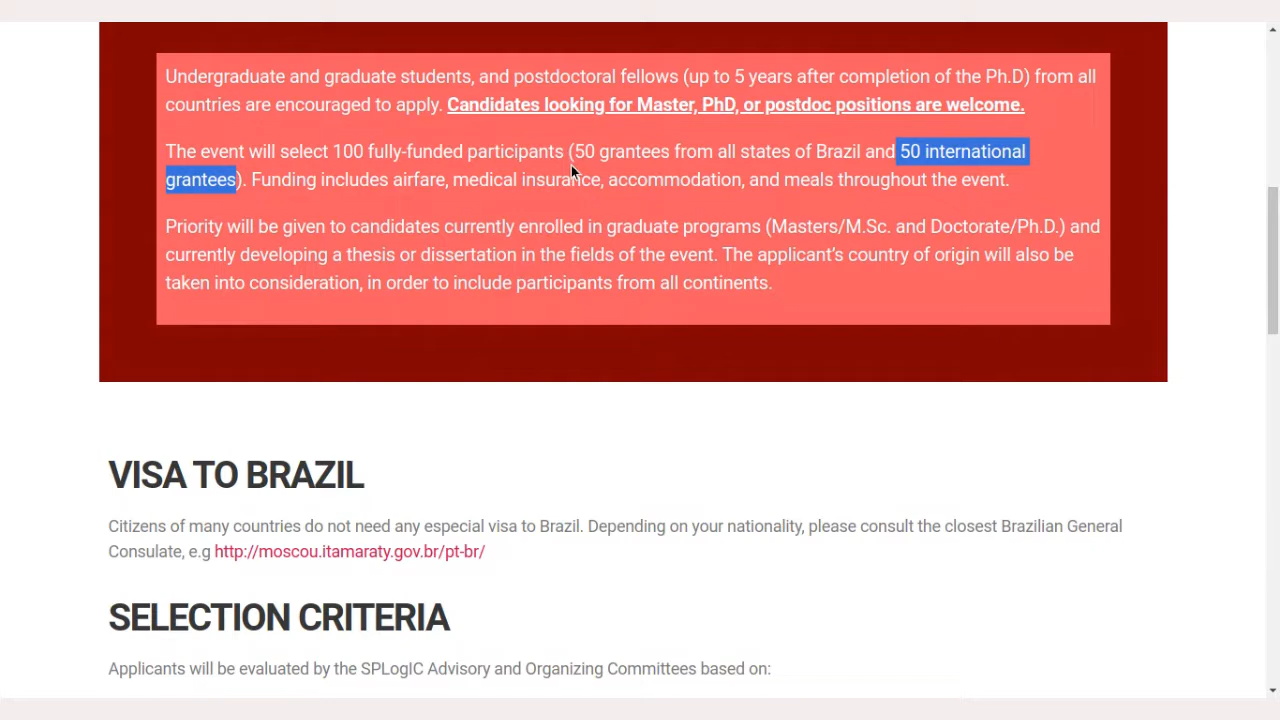 Undergraduate and graduate students, and postdoctoral fellows (up to 5 years after completion of the Ph.D) from all
countries are encouraged to apply. Candidates looking for Master, PhD, or postdoc positions are welcome.
The event will select 100 fully-funded participants (50 grantees from all states of Brazil and 50 international
grantees). Funding includes airfare, medical insurance, accommodation, and meals throughout the event.
Priority will be given to candidates currently enrolled in graduate programs (Masters/M.Sc. and Doctorate/Ph.D.) and
currently developing a thesis or dissertation in the fields of the event. The applicant's country of origin will also be
taken into consideration, in order to include participants from all continents.
VISA TO BRAZIL
Citizens of many countries do not need any especial visa to Brazil. Depending on your nationality, please consult the closest Brazilian General
Consulate, e.g http://moscou.itamaraty.gov.br/pt-br/
SELECTION CRITERIA
Applicants will be evaluated by the SPLogIC Advisory and Organizing Committees based on: